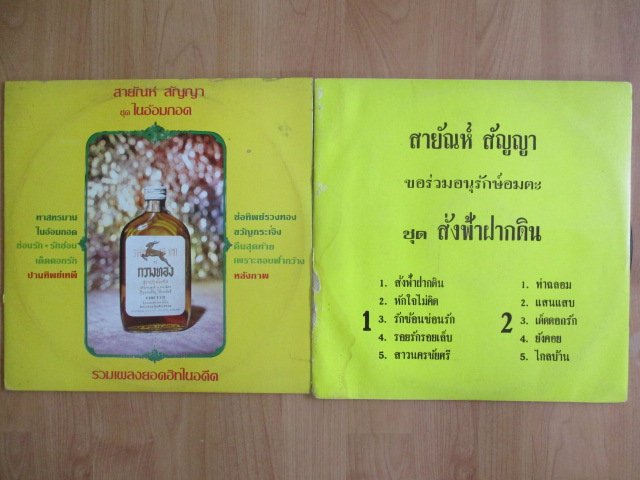 สายัณห์ สัญญา
ชุด ในอ้อมกอด
ทาสทรมาน
ในอ้อมกอด
ซ่อนรัก - รักซ้อน
เด็ดดอกรัก
ปานทิพย์เทพี
ช่อทิพย์รวงทอง
ขวัญกระเจิง
คืนสุดท้าย
เพราะขอบฟ้ากว้าง
หลังภาพ
กวางทอง
รวมเพลงยอดฮิทในอดีต
สายัณห์ สัญญา
ขอร่วมอนุรักษ์อมตะ
ชุด สั่งฟ้าฝากดิน
1
1. สั่งฟ้าฝากดิน
2. หักใจไม่คิด
3. รักซ้อนซ่อนรัก
4. รอยรักรอยเล็บ
5. สาวนครชัยศรี
2
1. ท่าฉลอม
2. แสนแสบ
3. เด็ดดอกรัก
4. ยังคอย
5. ไกลบ้าน